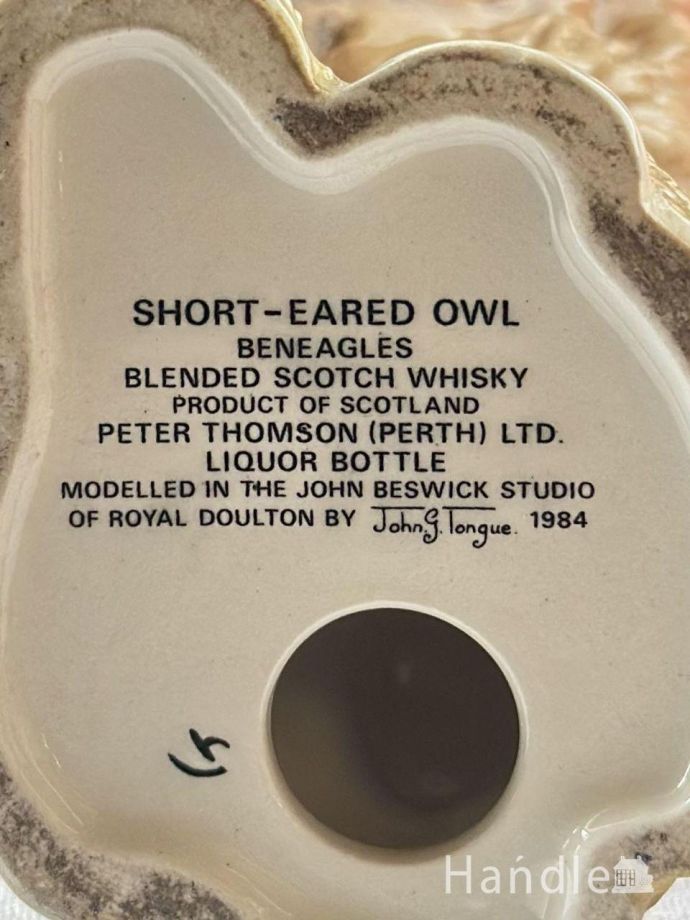 SHORT-EARED OWL
BENEAGLES
BLENDED SCOTCH WHISKY
PRODUCT OF SCOTLAND
PETER THOMSON (PERTH) LTD.
LIQUOR BOTTLE
MODELLED IN THE JOHN BESWICK STUDIO
OF ROYAL DOULTON BY John G. Tongue. 1984
Handle